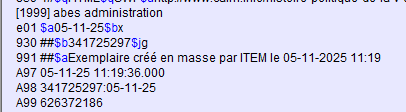 [1999] abes administration
e01 $a05-11-25$bx
930 ##$b341725297$jg
991 ##$aExemplaire créé en masse par ITEM le 05-11-2025 11:19
A97 05-11-25 11:19:36.000
A98 341725297:05-11-25
A99 626372186